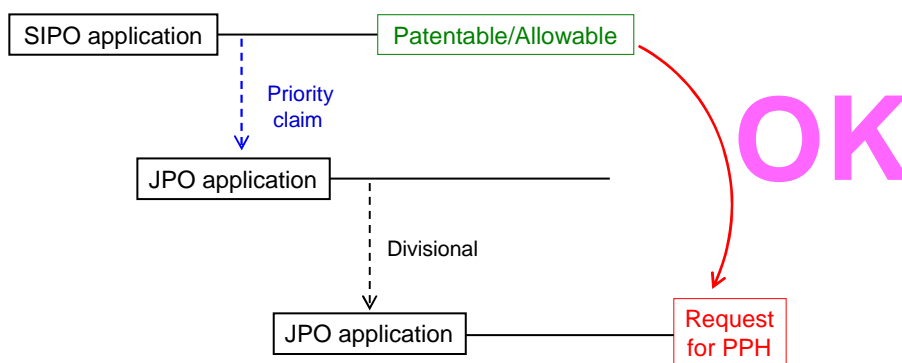 SIPO application
Patentable/Allowable
Priority
claim
OK
JPO application
Divisional
JPO application
Request
for PPH